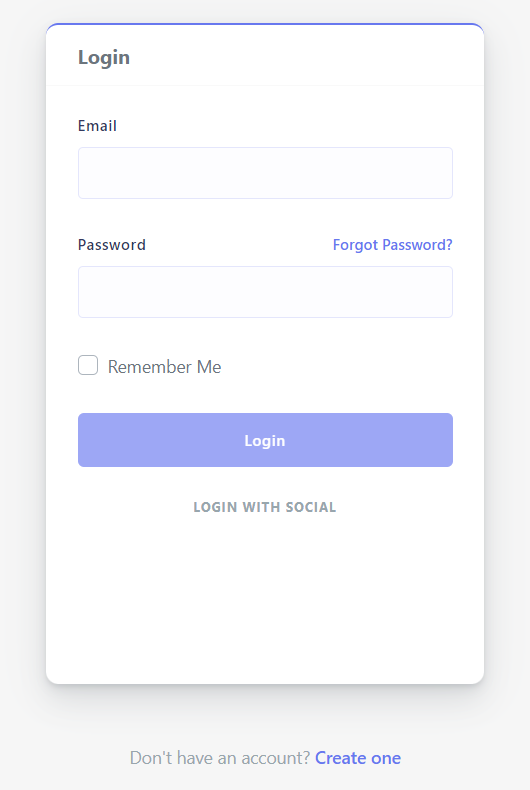 Login
Email
Password Forgot Password?
Remember Me
Login
LOGIN WITH SOCIAL
Don't have an account? Create one